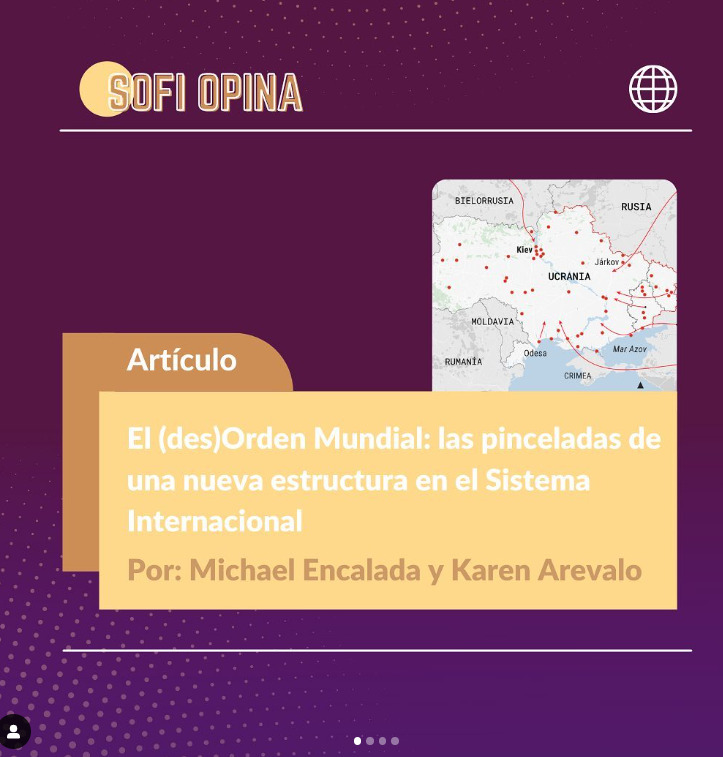 SOFI OPINA
BIELORRUSIA
RUSIA
Kiev
Járkov
UCRANIA
MOLDAVIA
Odesa
Mar Azov
RUMANÍA
CRIMEA
Artículo
El (des)Orden Mundial: las pinceladas de
una nueva estructura en el Sistema
Internacional
Por: Michael Encalada y Karen Arevalo